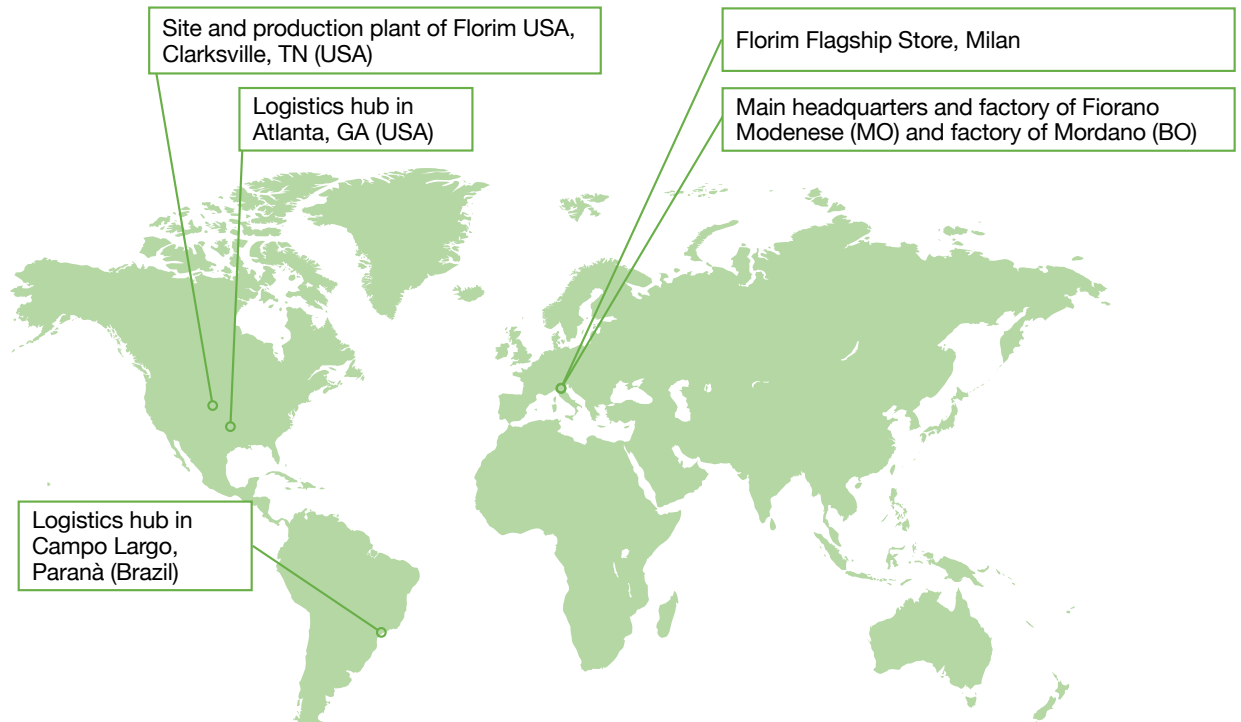 Site and production plant of Florim USA,
Clarksville, TN (USA)
Florim Flagship Store, Milan
Logistics hub in
Atlanta, GA (USA)
Main headquarters and factory of Fiorano
Modenese (MO) and factory of Mordano (BO)
Logistics hub in
Campo Largo,
Paranà (Brazil)